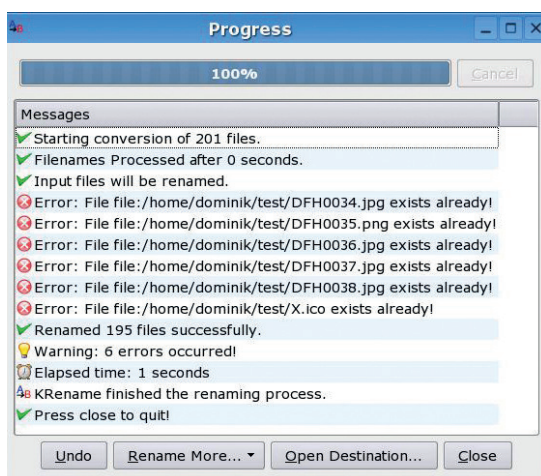 Progress
100%
Cancel
Messages
Starting conversion of 201 files.
Filenames Processed after 0 seconds.
Input files will be renamed.
Error: File file:/home/dominik/test/DFH0034.jpg exists already!
Error: File file:/home/dominik/test/DFH0035.png exists already!
Error: File file:/home/dominik/test/DFH0036.jpg exists already!
Error: File file:/home/dominik/test/DFH0037.jpg exists already!
Error: File file:/home/dominik/test/DFH0038.jpg exists already!
Error: File file:/home/dominik/test/X.ico exists already!
Renamed 195 files successfully.
Warning: 6 errors occurred!
Elapsed time: 1 seconds
KRename finished the renaming process.
Press close to quit!
Undo Rename More... Open Destination... Close